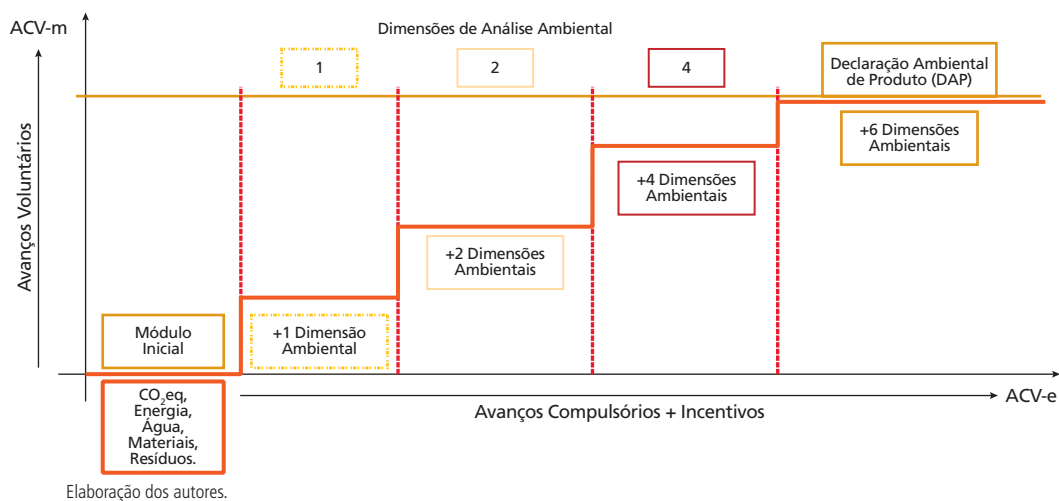 ACV-m
Dimensões de Análise Ambiental
1
2
4
Declaração Ambiental
de Produto (DAP)
Avanços Voluntários
+6 Dimensões
Ambientais
+4 Dimensões
Ambientais
+2 Dimensões
Ambientais
Módulo
Inicial
+1 Dimensão
Ambiental
CO₂eq,
Energia,
Água,
Materiais,
Resíduos.
Avanços Compulsórios + Incentivos
ACV-e
Elaboração dos autores.